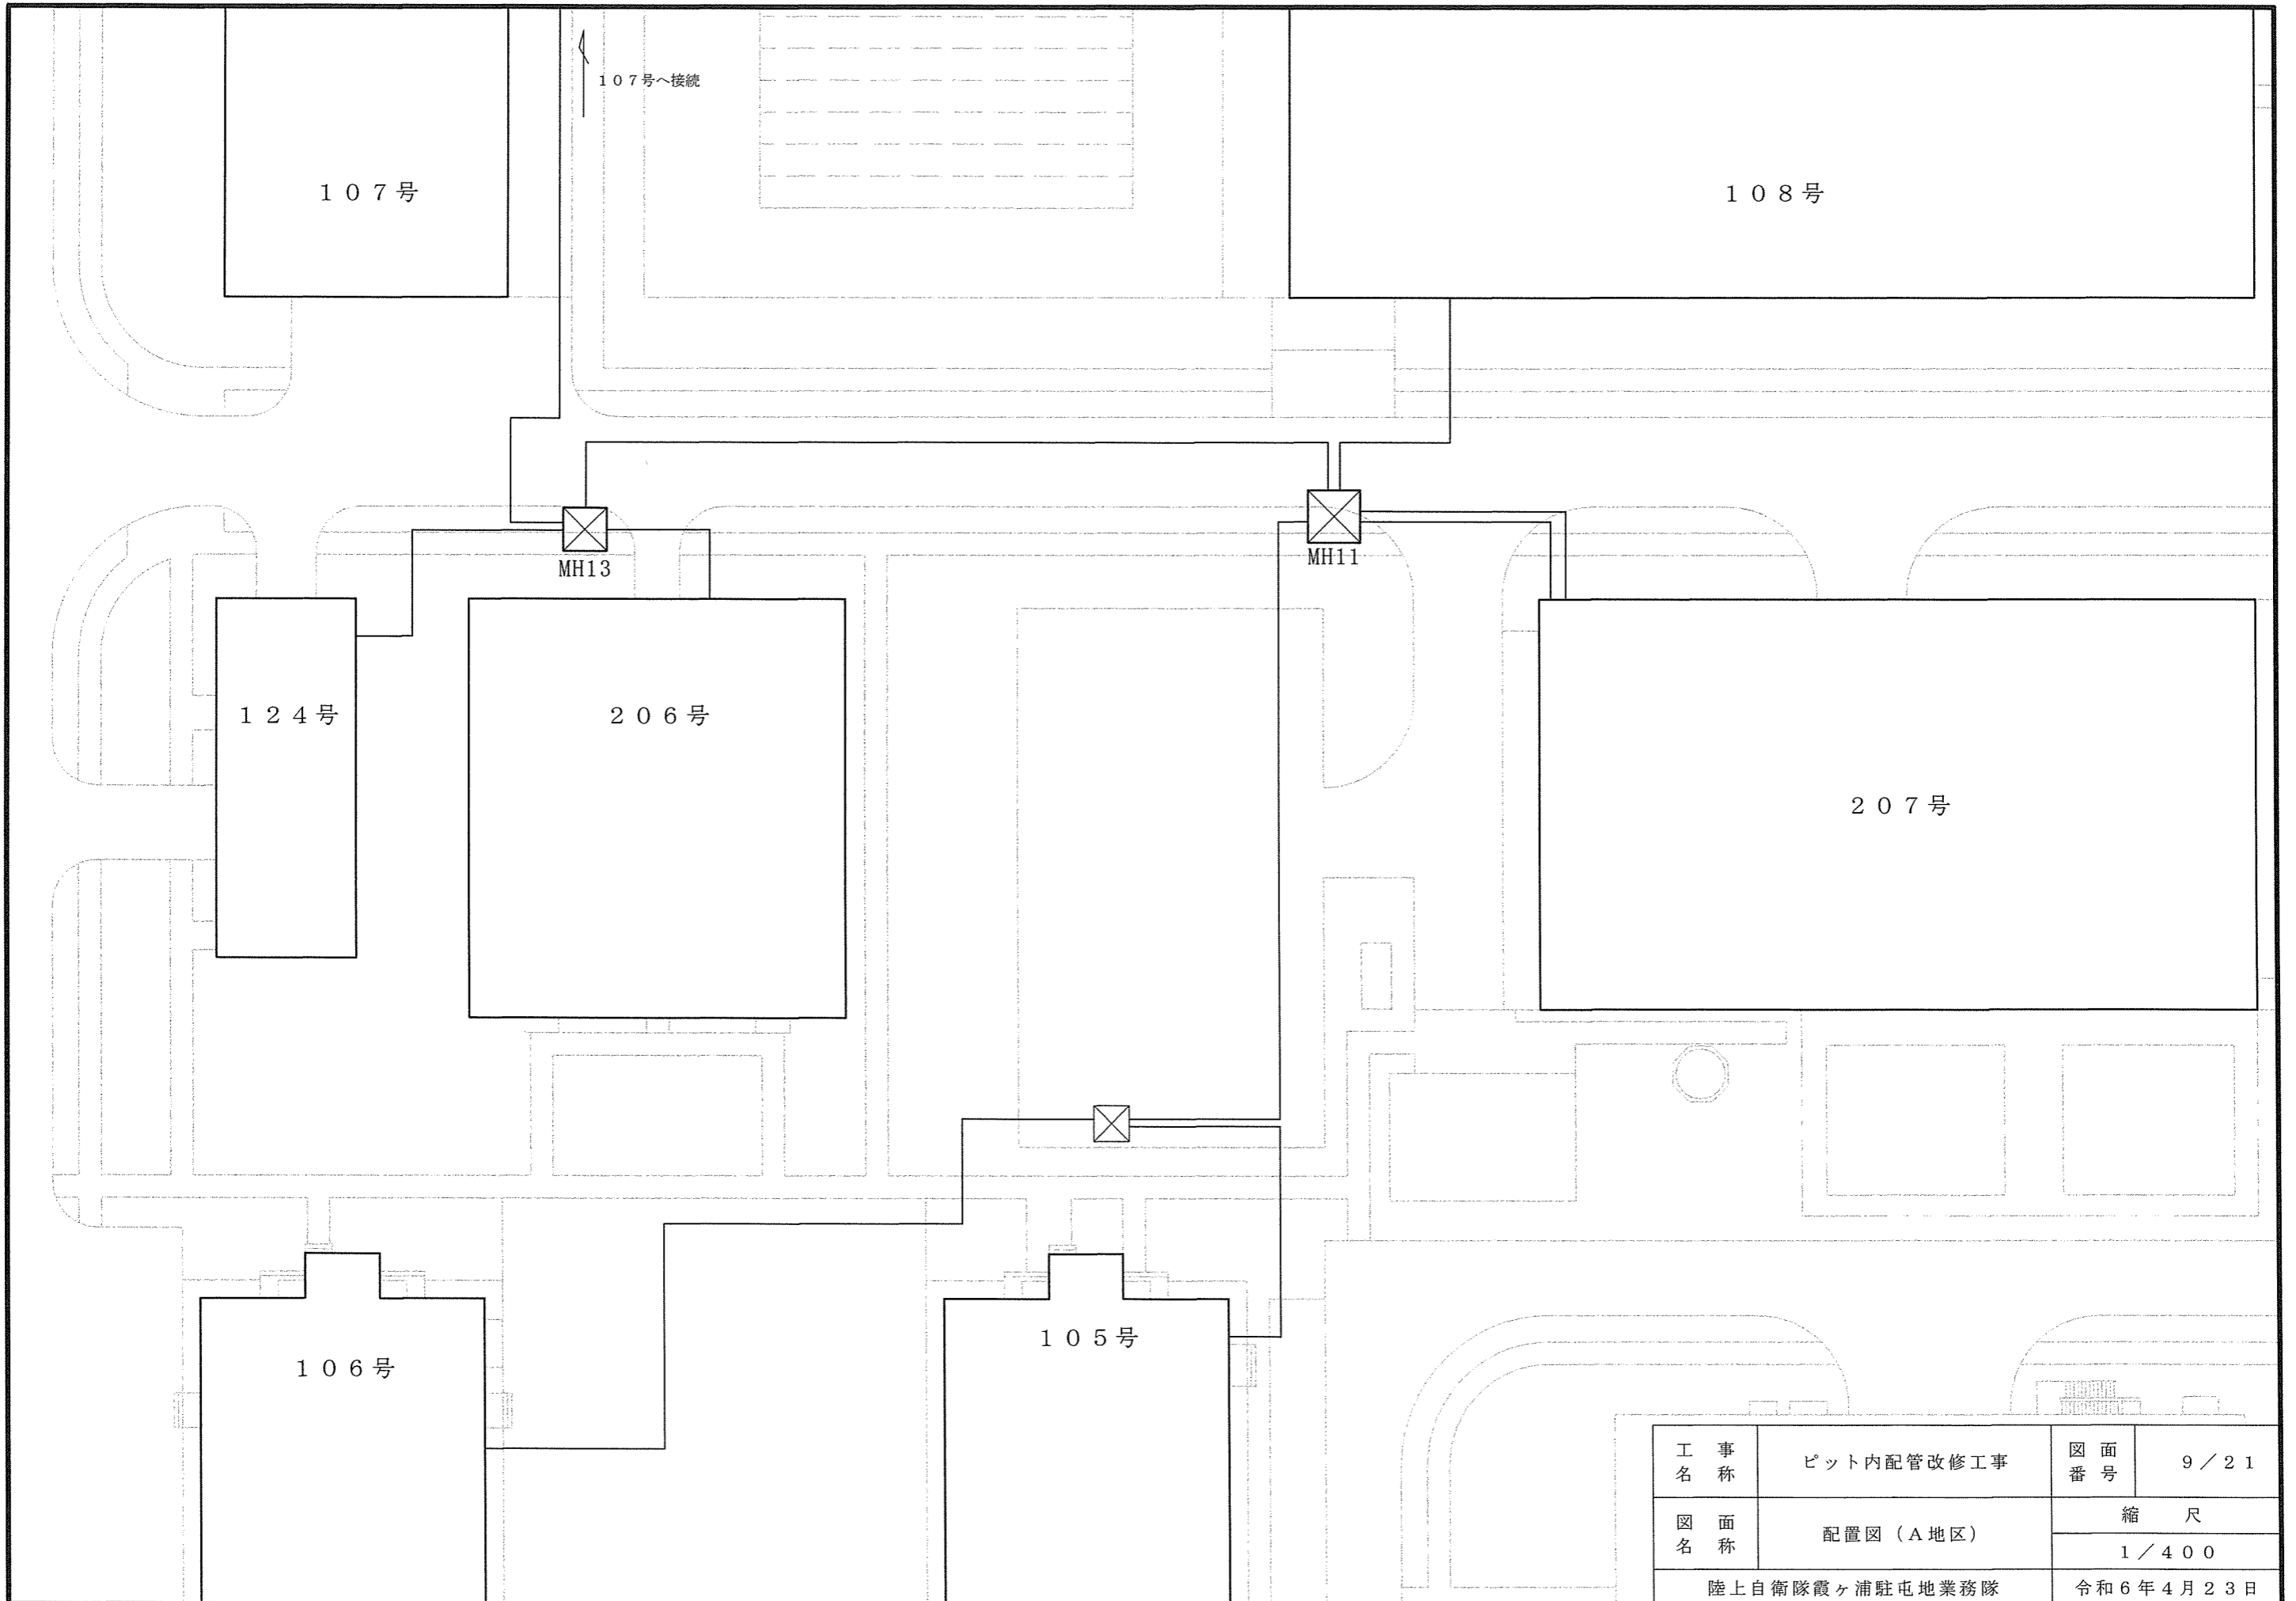 107号へ接続
107号
108号
MH13
MH11
124号
206号
207号
105号
106号
工事名称
ピット内配管改修工事
図面番号
9/21
図面名称
配置図(A地区)
縮尺
1/400
陸上自衛隊霞ヶ浦駐屯地業務隊
令和6年4月23日